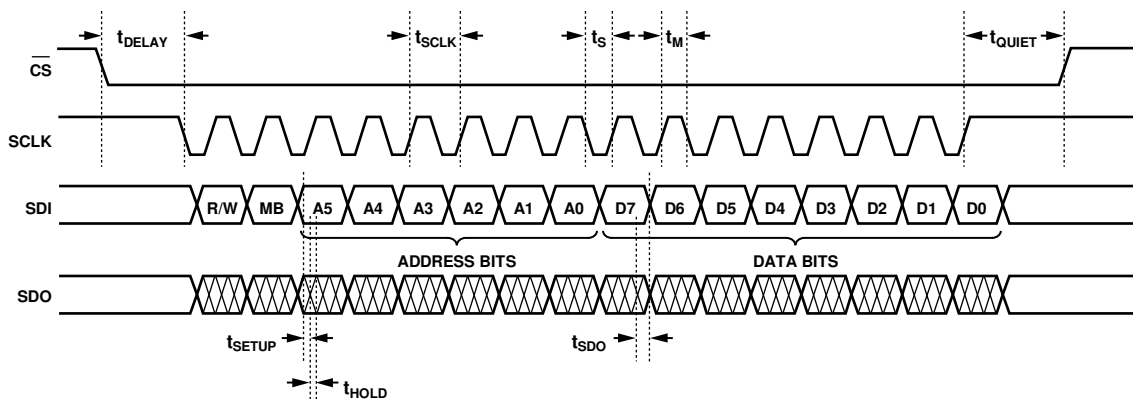 tDELAY tSCLK tS tM tQUIET
CS
SCLK
SDI R/W MB A5 A4 A3 A2 A1 A0 D7 D6 D5 D4 D3 D2 D1 D0
ADDRESS BITS DATA BITS
SDO
tSETUP tSDO
tHOLD